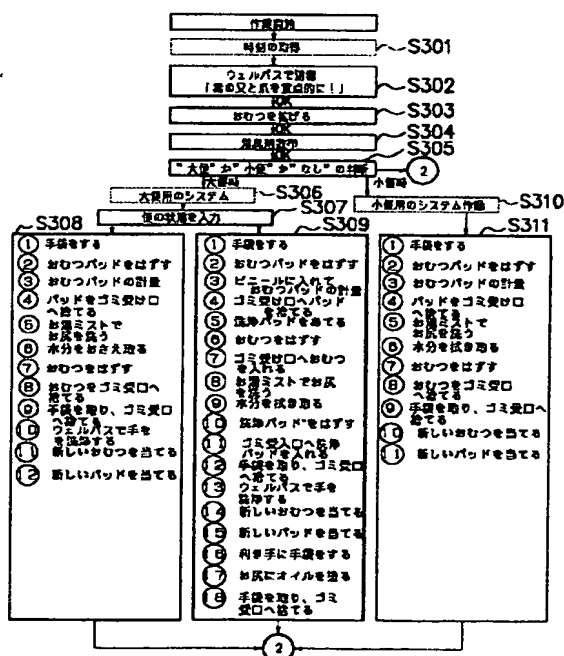 作業開始
時刻の取得
S301
ウェルパスで消毒
「指の又と爪を重点的に!」
S302
OK
おむつを拡げる
S303
OK
S304
OK
"大便"か"小便"か"なし"の判断
S305
2
大便時
小便時
大便用のシステム
S306
小便用のシステム作動
S310
便の状態を入力
S307
S308
① 手袋をする
② おむつパッドをはずす
③ おむつパッドの計量
④ パッドをゴミ受け口
へ捨てる
⑤ お湯ミストで
お尻を洗う
⑥ 水分をおさえ取る
⑦ おむつをはずす
⑧ おむつをゴミ受口へ
捨てる
⑨ 手袋を取り、ゴミ受口
へ捨てる
⑩ ウェルパスで手を
を洗浄する
⑪ 新しいおむつを当てる
⑫ 新しいパッドを当てる
S309
① 手袋をする
② おむつパッドをはずす
③ ビニールに入れて
おむつパッドの計量
④ ゴミ受け口へパッド
を捨てる
⑤ 洗浄パッドをあてる
⑥ おむつをはずす
⑦ ゴミ受け口へおむつ
を入れる
⑧ お湯ミストでお尻
を洗う
⑨ 水分を拭き取る
⑩ 洗浄パッドをはずす
⑪ ゴミ受入口へ洗浄
パッドを入れる
⑫ 手袋を取り、ゴミ受口
へ捨てる
⑬ ウェルパスで手を
洗浄する
⑭ 新しいおむつを当てる
⑮ 新しいパッドを当てる
⑯ 利き手に手袋をする
⑰ お尻にオイルを塗る
⑱ 手袋を取り、ゴミ
受口へ捨てる
S311
① 手袋をする
② おむつパッドをはずす
③ おむつパッドの計量
④ パッドをゴミ受け口
へ捨てる
⑤ お湯ミストで
お尻を洗う
⑥ 水分を拭き取る
⑦ おむつをはずす
⑧ おむつをゴミ受口
へ捨てる
⑨ 手袋を取り、ゴミ受口へ
捨てる
⑩ 新しいおむつを当てる
⑪ 新しいパッドを当てる
2